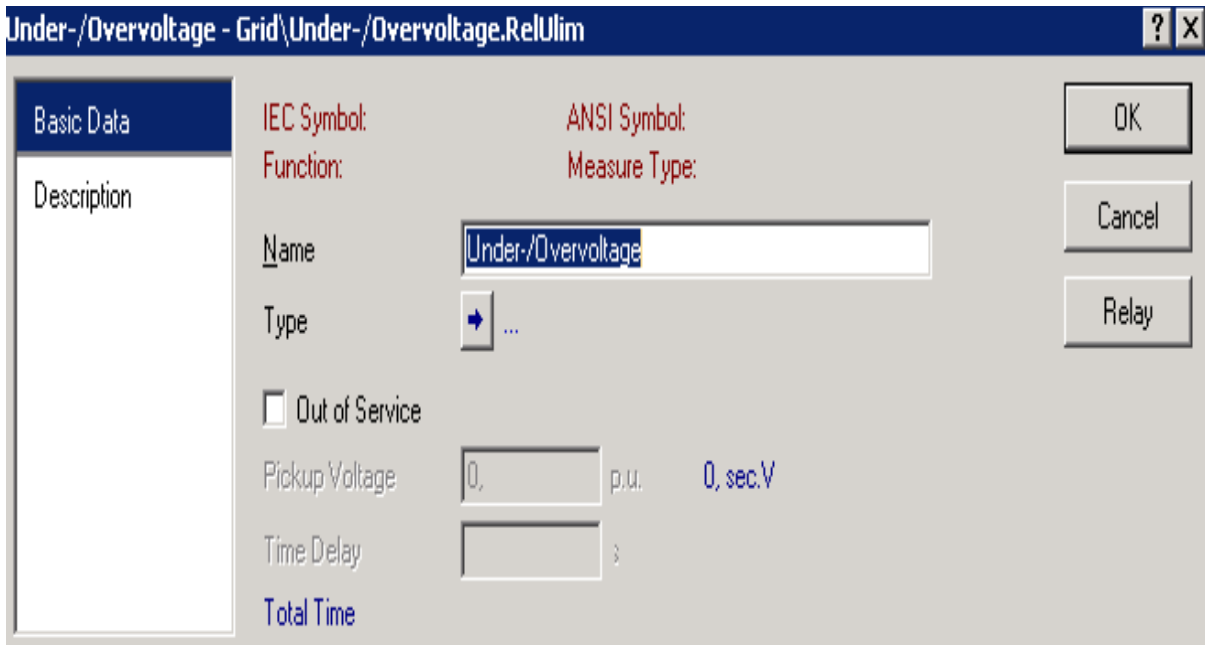 Under-/Overvoltage - Grid\Under-/Overvoltage.RelUlim ? X
Basic Data
Description
IEC Symbol: ANSI Symbol:
Function: Measure Type:
Name Under-/Overvoltage
Type ...
Out of Service
Pickup Voltage 0, p.u. 0, sec.V
Time Delay s
Total Time
OK
Cancel
Relay